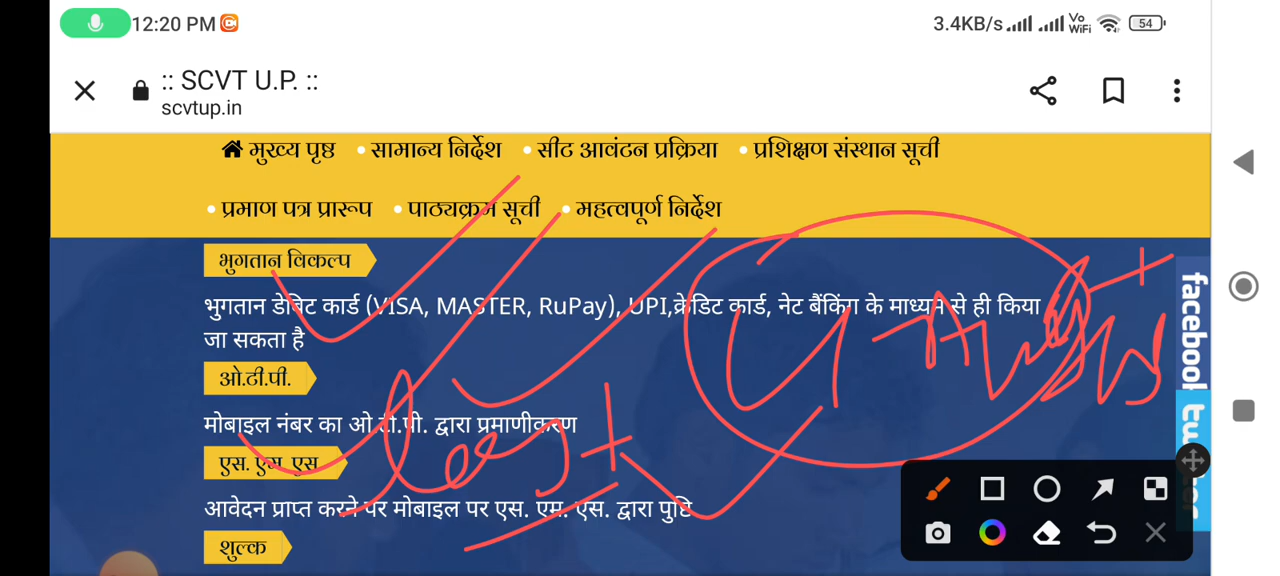 12:20 PM
3.4KB/s Vo WiFi 54
:: SCVT U.P. ::
scvtup.in
मुख्य पृष्ठ • सामान्य निर्देश • सीट आवंटन प्रक्रिया • प्रशिक्षण संस्थान सूची
• प्रमाण पत्र प्रारूप • पाठ्यक्रम सूची • महत्वपूर्ण निर्देश
भुगतान विकल्प
भुगतान डेबिट कार्ड (VISA, MASTER, RuPay), UPI,क्रेडिट कार्ड, नेट बैंकिंग के माध्यम से ही किया
जा सकता है
ओ.टी.पी.
मोबाइल नंबर का ओ.टी.पी. द्वारा प्रमाणीकरण
एस. एम. एस.
आवेदन प्राप्त करने पर मोबाइल पर एस. एम. एस. द्वारा पुष्टि
शुल्क
facebook